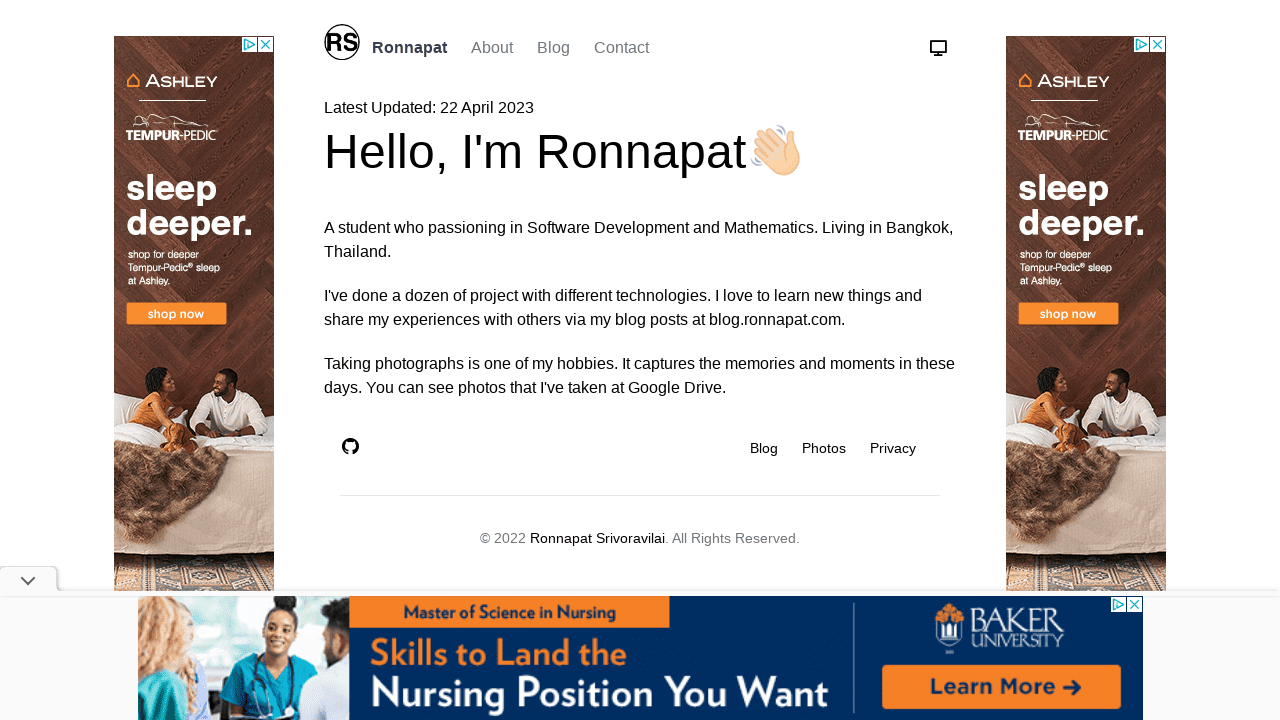 RS
Ronnapat About Blog Contact
Latest Updated: 22 April 2023
Hello, I'm Ronnapat👋🏻
A student who passioning in Software Development and Mathematics. Living in Bangkok,
Thailand.
I've done a dozen of project with different technologies. I love to learn new things and
share my experiences with others via my blog posts at blog.ronnapat.com.
Taking photographs is one of my hobbies. It captures the memories and moments in these
days. You can see photos that I've taken at Google Drive.
Blog Photos Privacy
© 2022 Ronnapat Srivoravilai. All Rights Reserved.
ASHLEY
TEMPUR-PEDIC
sleep
deeper.
shop for deeper
Tempur-Pedic® sleep
at Ashley.
shop now
ASHLEY
TEMPUR-PEDIC
sleep
deeper.
shop for deeper
Tempur-Pedic® sleep
at Ashley.
shop now
Master of Science in Nursing
Skills to Land the
Nursing Position You Want
BAKER
UNIVERSITY
Learn More →